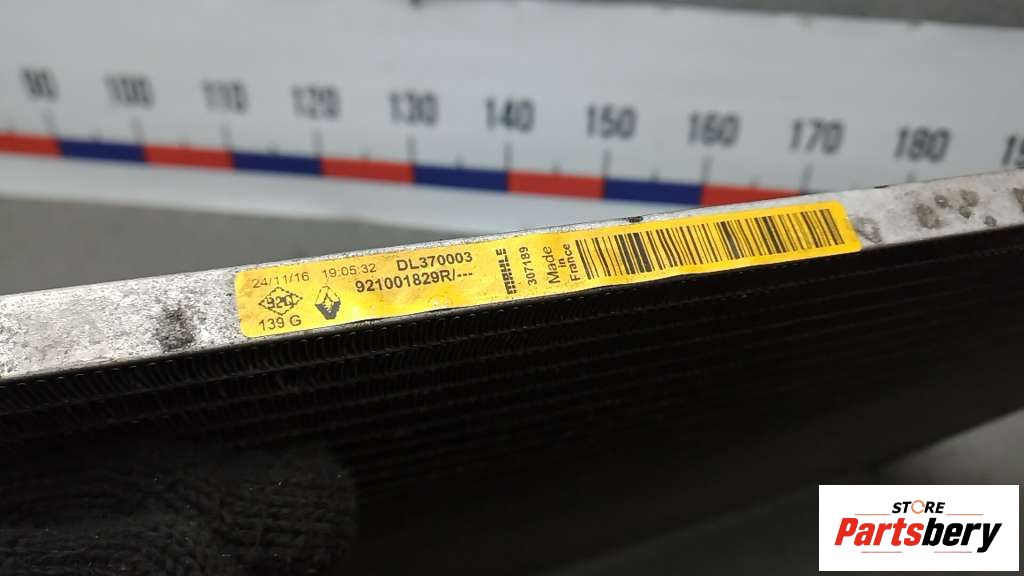 90 100 110 120 130 140 150 160 170 180
24/11/16 19:05:32 DL370003
921001829R/---
920
139 G
MAHLE
307189
Made
in
France
STORE
Partsbery